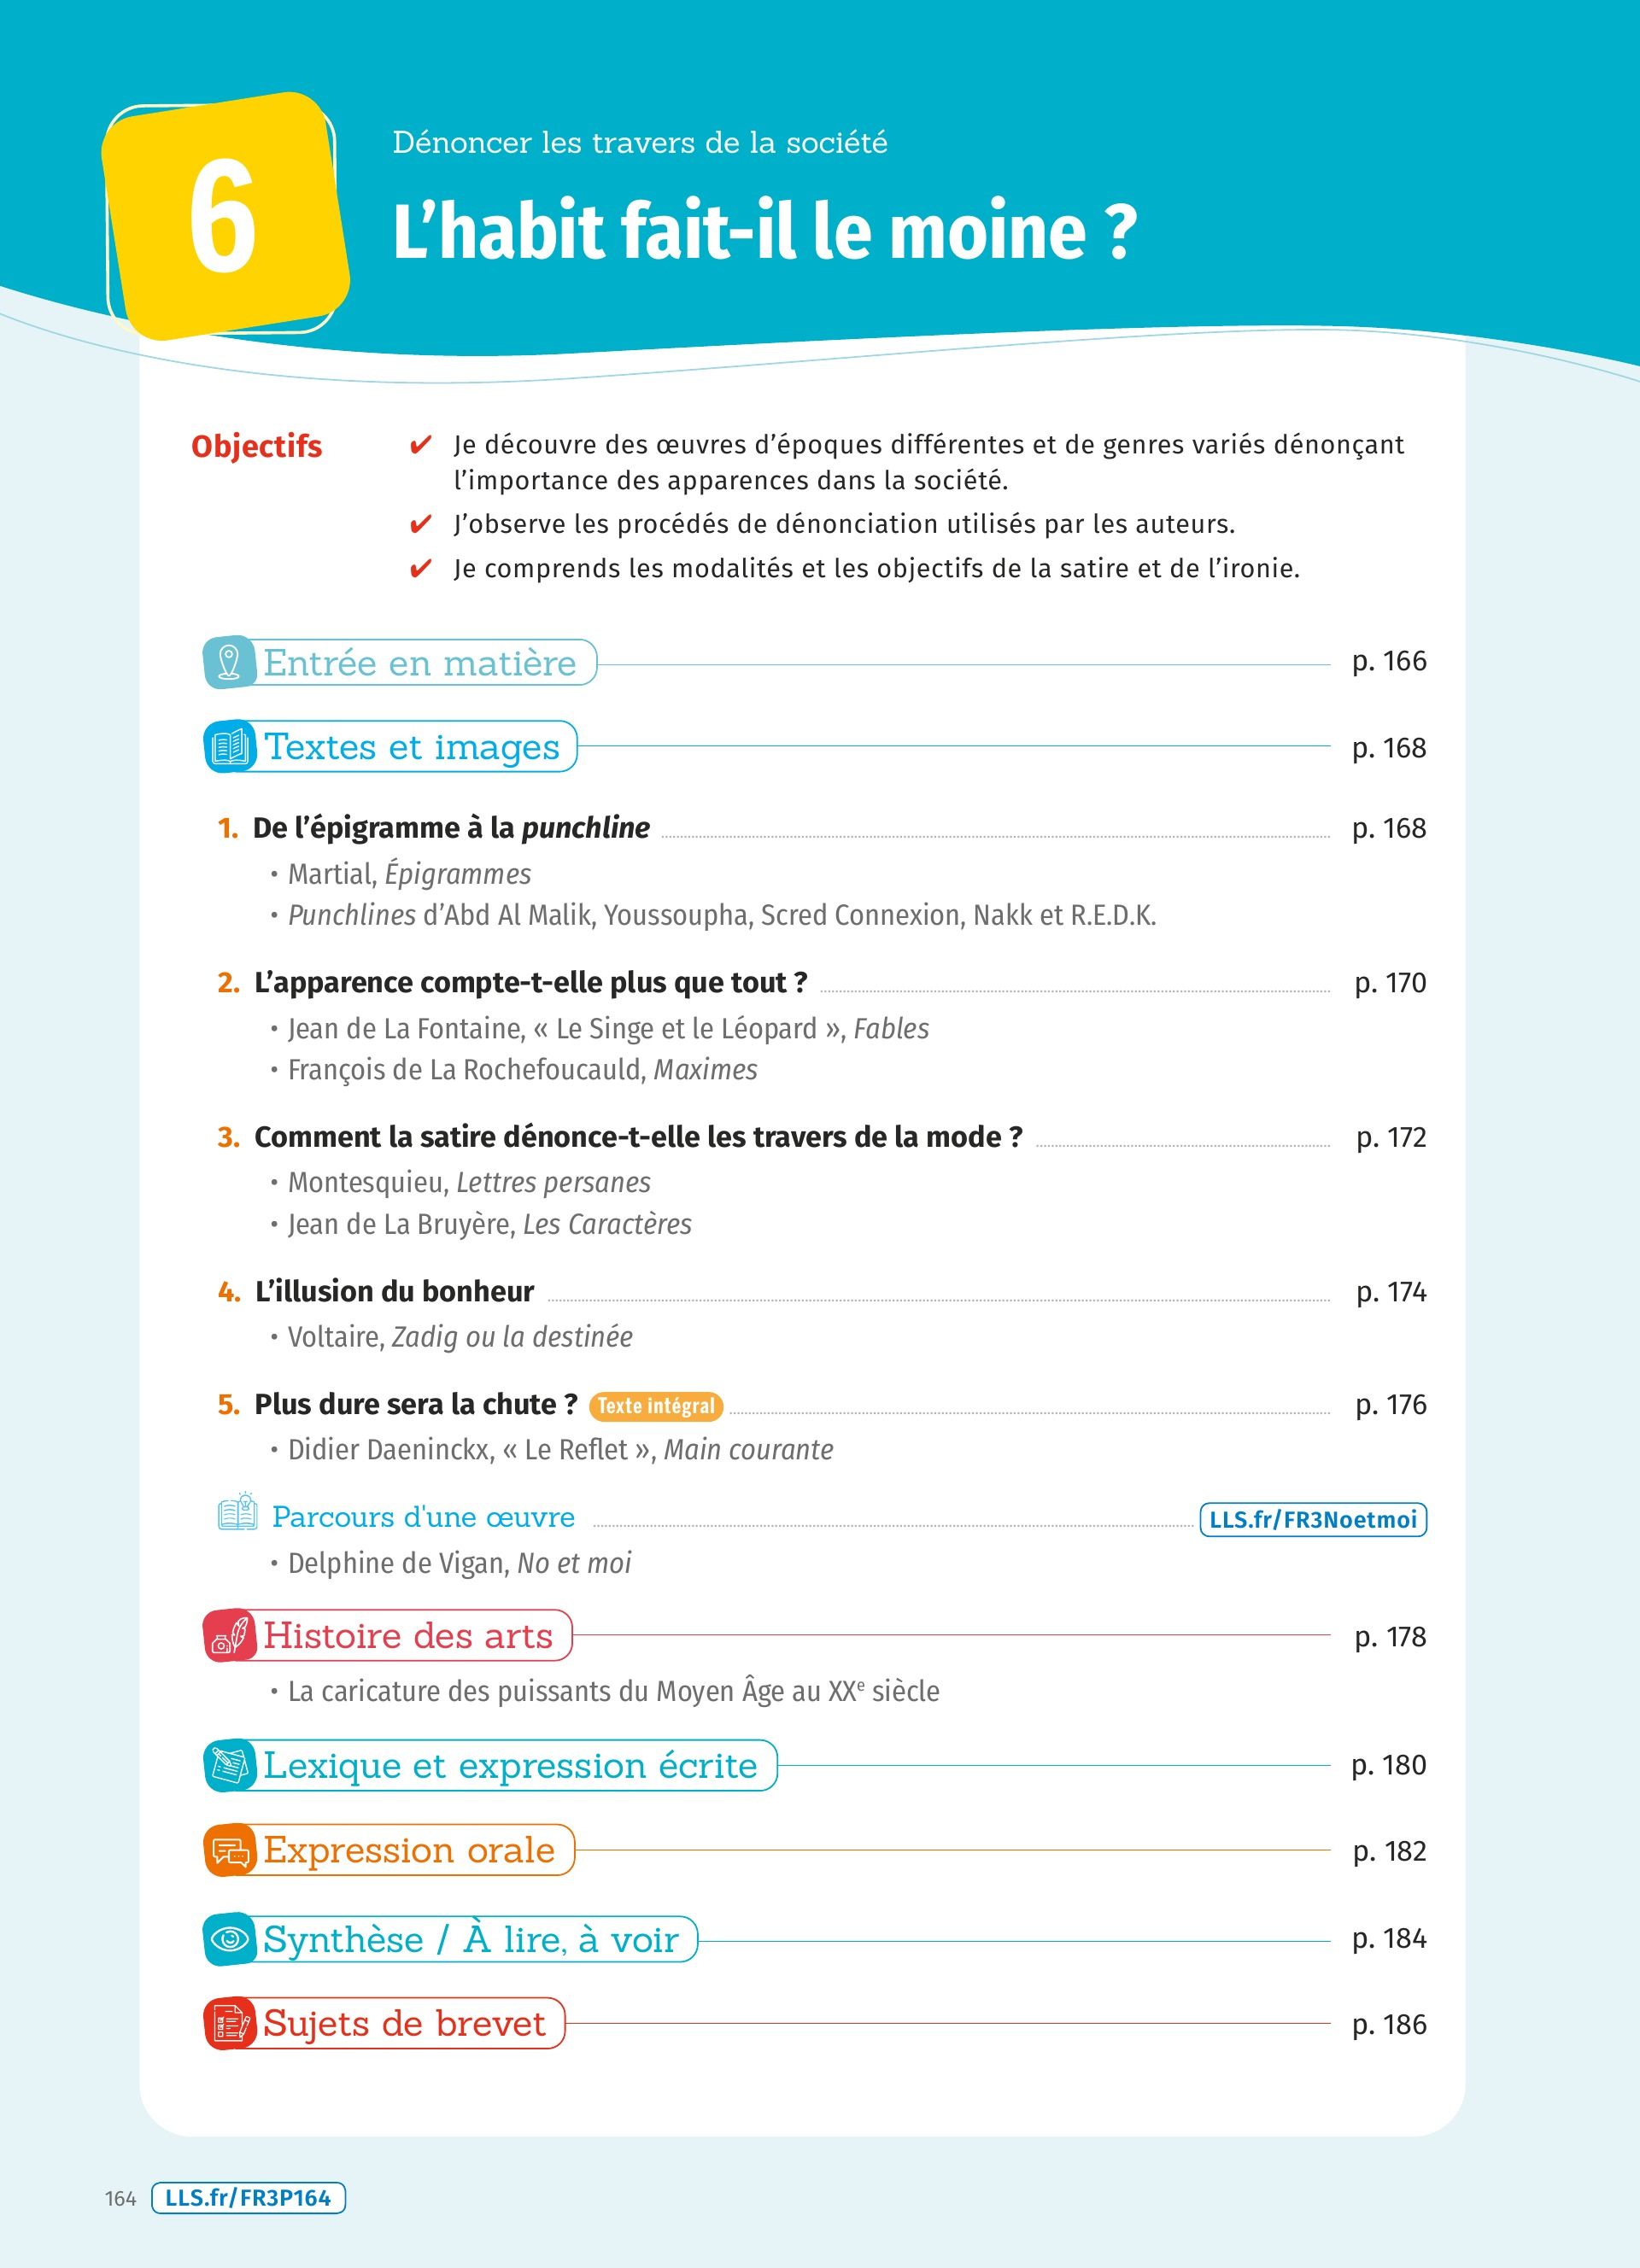 6
Dénoncer les travers de la société
L’habit fait-il le moine ?
Objectifs
✔ Je découvre des œuvres d’époques différentes et de genres variés dénonçant
l’importance des apparences dans la société.
✔ J’observe les procédés de dénonciation utilisés par les auteurs.
✔ Je comprends les modalités et les objectifs de la satire et de l’ironie.
Entrée en matière p. 166
Textes et images p. 168
1. De l’épigramme à la punchline p. 168
• Martial, Épigrammes
• Punchlines d’Abd Al Malik, Youssoupha, Scred Connexion, Nakk et R.E.D.K.
2. L’apparence compte-t-elle plus que tout ? p. 170
• Jean de La Fontaine, « Le Singe et le Léopard », Fables
• François de La Rochefoucauld, Maximes
3. Comment la satire dénonce-t-elle les travers de la mode ? p. 172
• Montesquieu, Lettres persanes
• Jean de La Bruyère, Les Caractères
4. L’illusion du bonheur p. 174
• Voltaire, Zadig ou la destinée
5. Plus dure sera la chute ? Texte intégral p. 176
• Didier Daeninckx, « Le Reflet », Main courante
Parcours d'une œuvre LLS.fr/FR3Noetmoi
• Delphine de Vigan, No et moi
Histoire des arts p. 178
• La caricature des puissants du Moyen Âge au XXe siècle
Lexique et expression écrite p. 180
Expression orale p. 182
Synthèse / À lire, à voir p. 184
Sujets de brevet p. 186
164 LLS.fr/FR3P164